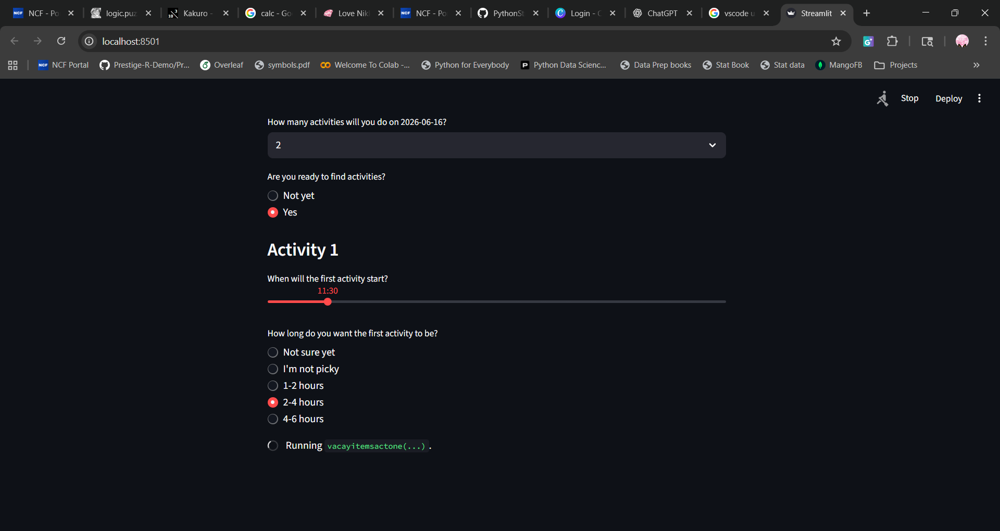 NCF - Po
logic.puz
Kakuro -
calc - Go
Love Nik
NCF - Po
PythonSt
Login - C
ChatGPT
vscode u
Streamlit
localhost:8501
NCF Portal
Prestige-R-Demo/Pr...
Overleaf
symbols.pdf
Welcome To Colab -...
Python for Everybody
Python Data Scienc...
Data Prep books
Stat Book
Stat data
MangoFB
Projects
»
Stop
Deploy
How many activities will you do on 2026-06-16?
2
Are you ready to find activities?
Not yet
Yes
Activity 1
When will the first activity start?
11:30
How long do you want the first activity to be?
Not sure yet
I'm not picky
1-2 hours
2-4 hours
4-6 hours
Running vacayitemsactone(...) .